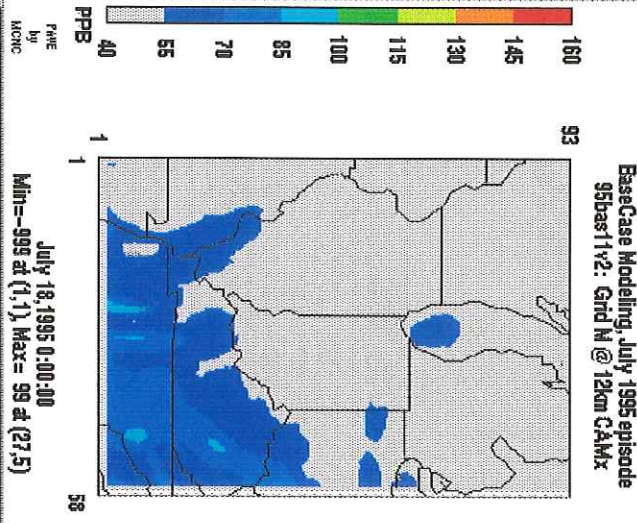 BaseCase Modeling, July 1995 episode
95bas11v2: Grid M @ 12km CAMx
160
145
130
115
100
85
70
55
40
PPB
PAVE
by
MCNC
93
1
1
58
July 18,1995 0:00:00
Min=-999 at (1,1), Max= 99 at (27,5)